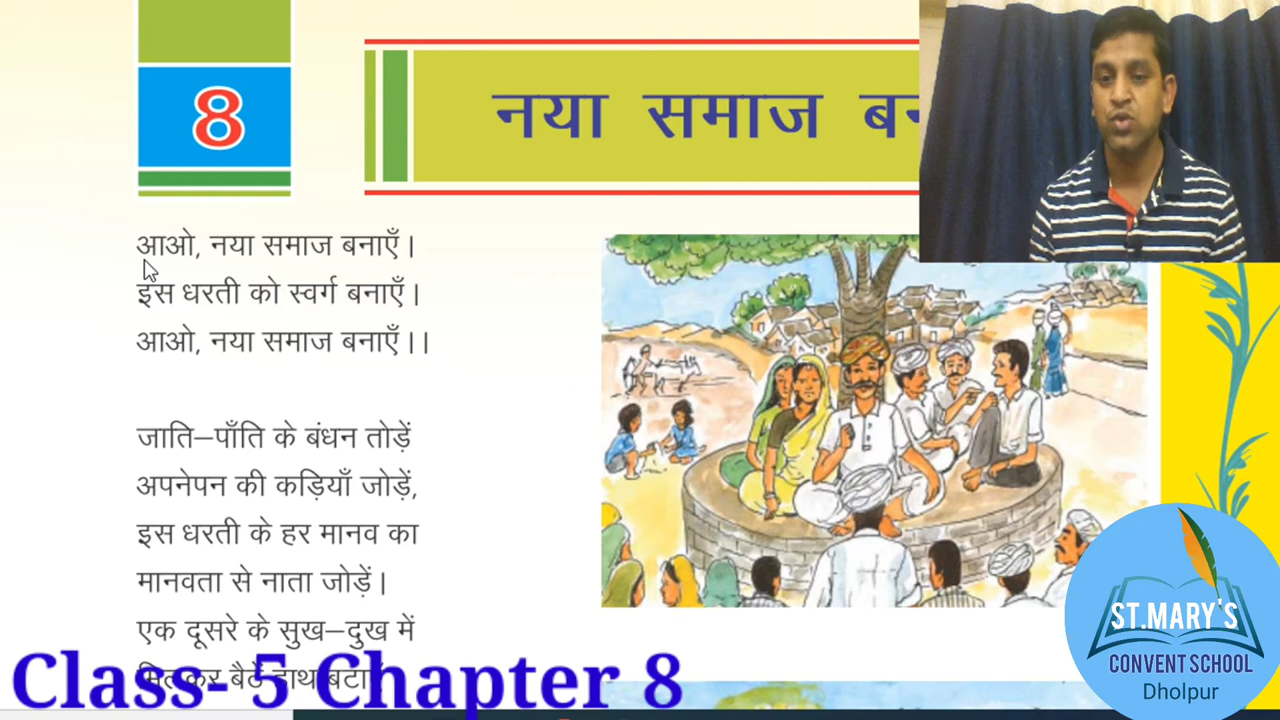 8
नया समाज
आओ, नया समाज बनाएँ।
इस धरती को स्वर्ग बनाएँ।
आओ, नया समाज बनाएँ।।
जाति–पाँति के बंधन तोड़ें
अपनेपन की कड़ियाँ जोड़ें,
इस धरती के हर मानव का
मानवता से नाता जोड़ें।
एक दूसरे के सुख–दुख में
Class- 5 Chapter 8
ST.MARY'S
CONVENT SCHOOL
Dholpur